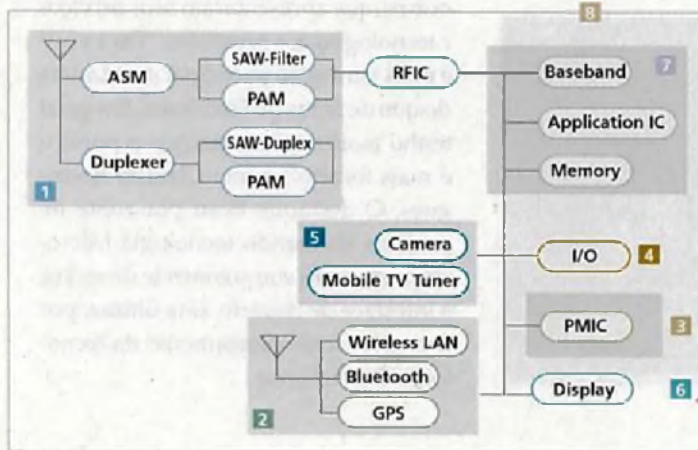 8
ASM
SAW-Filter
PAM
RFIC
Baseband
7
Application IC
Duplexer
SAW-Duplex
PAM
Memory
1
5
Camera
Mobile TV Tuner
I/O
4
PMIC
3
Wireless LAN
Bluetooth
GPS
2
Display
6